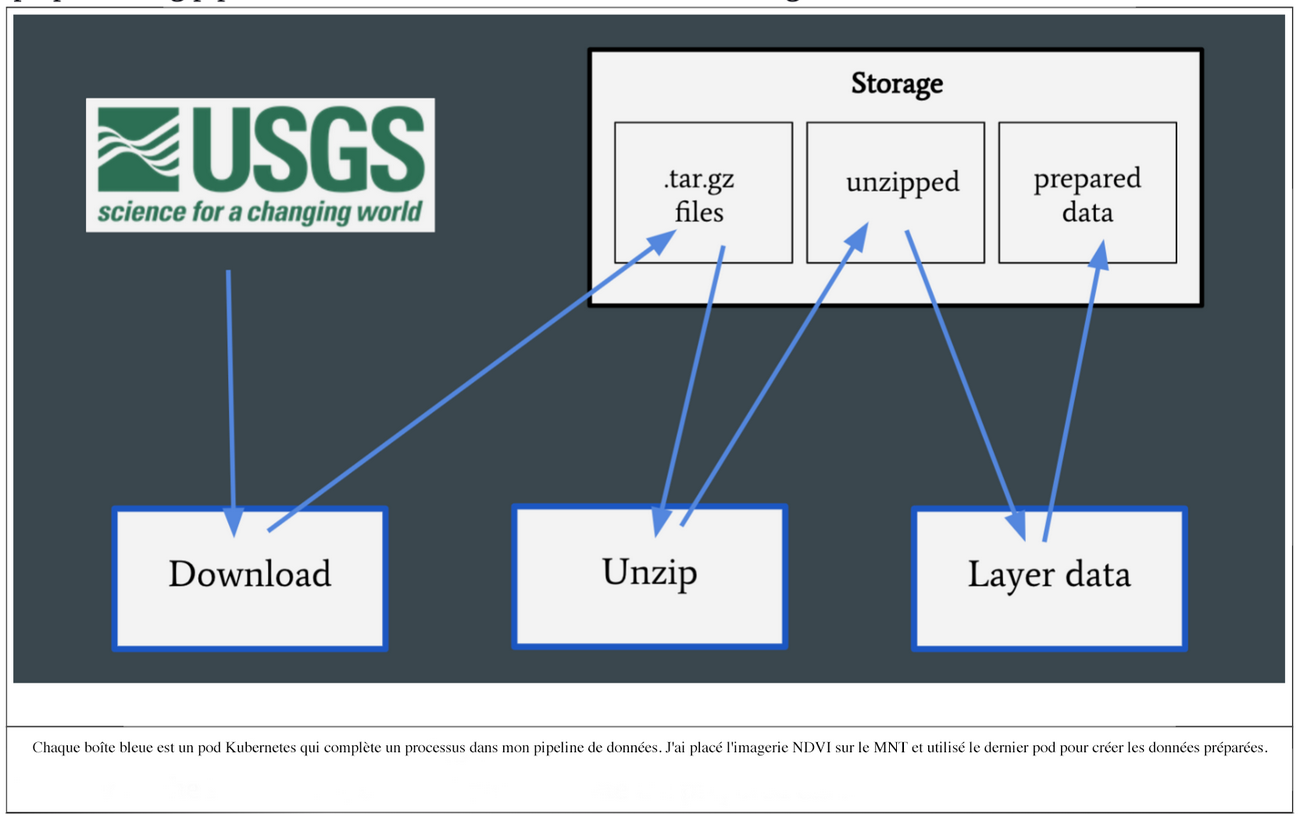 USGS
science for a changing world
Storage
.tar.gz
files
unzipped
prepared
data
Download
Unzip
Layer data
Chaque boîte bleue est un pod Kubernetes qui complète un processus dans mon pipeline de données. J'ai placé l'imagerie NDVI sur le MNT et utilisé le dernier pod pour créer les données préparées.